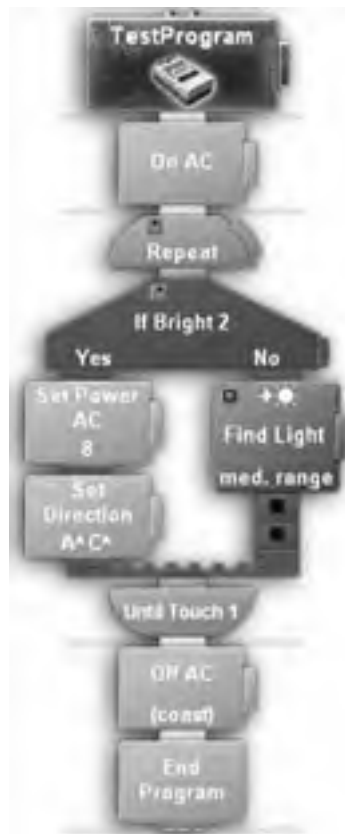 TestProgram
On AC
Repeat
If Bright 2
Yes No
Set Power
AC
8
Find Light
med. range
Set
Direction
A^ C^
Until Touch 1
Off AC
(const)
End
Program